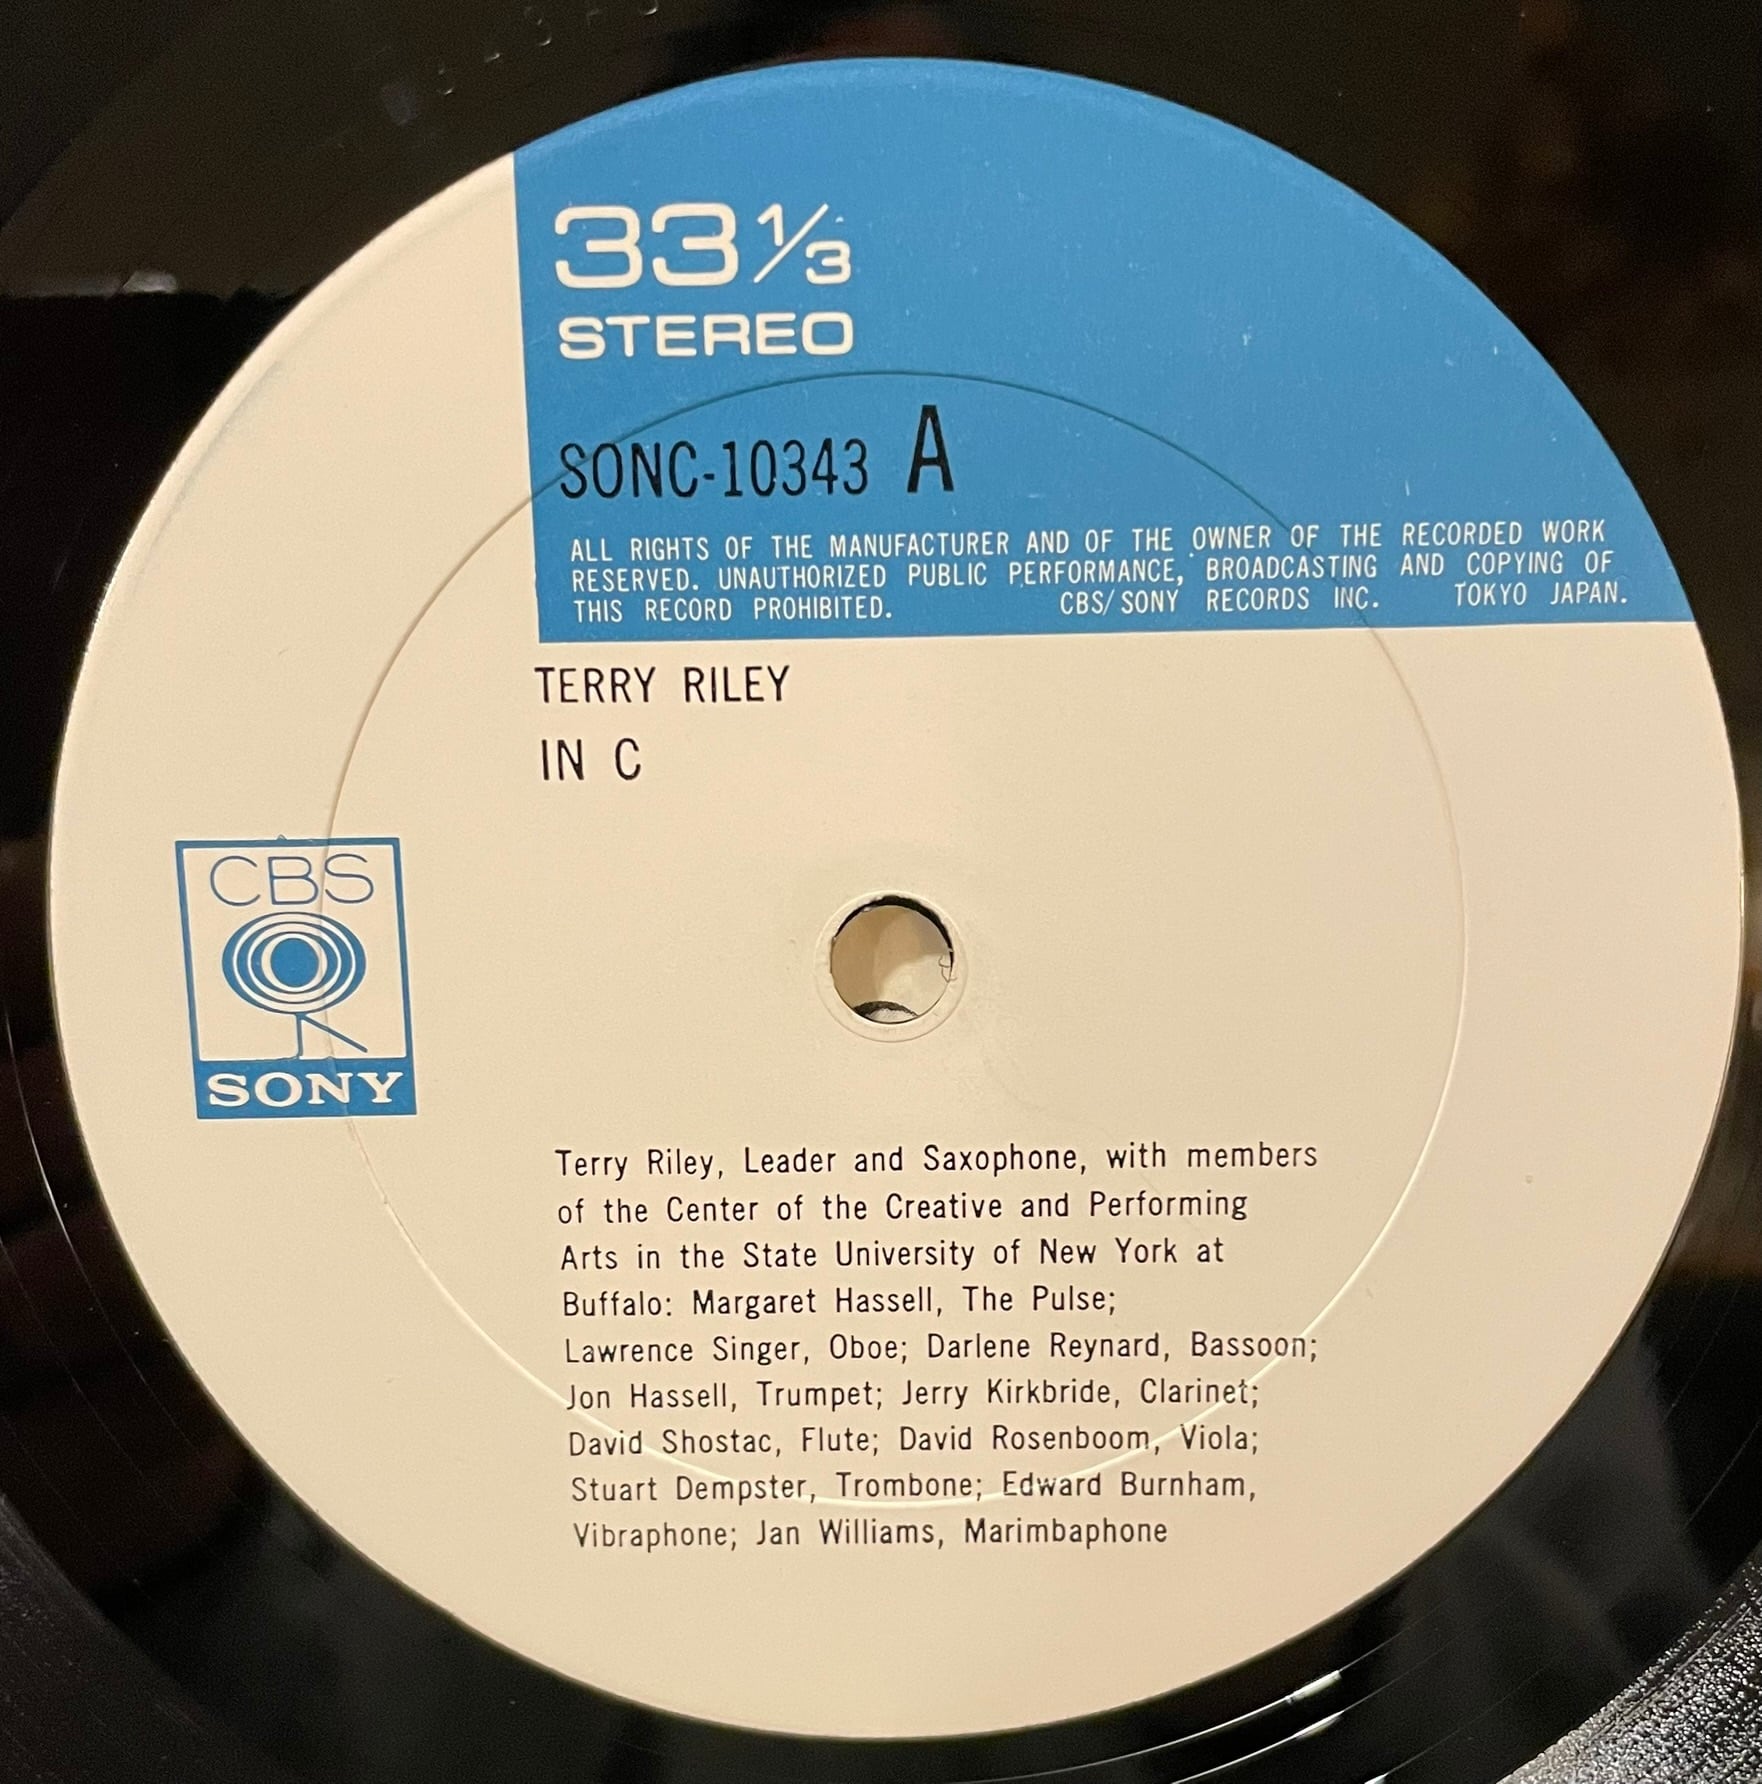 33 1/3
STEREO
SONC-10343 A
ALL RIGHTS OF THE MANUFACTURER AND OF THE OWNER OF THE RECORDED WORK
RESERVED. UNAUTHORIZED PUBLIC PERFORMANCE, BROADCASTING AND COPYING OF
THIS RECORD PROHIBITED. CBS/SONY RECORDS INC. TOKYO JAPAN.
TERRY RILEY
IN C
CBS
SONY
Terry Riley, Leader and Saxophone, with members
of the Center of the Creative and Performing
Arts in the State University of New York at
Buffalo: Margaret Hassell, The Pulse;
Lawrence Singer, Oboe; Darlene Reynard, Bassoon;
Jon Hassell, Trumpet; Jerry Kirkbride, Clarinet;
David Shostac, Flute; David Rosenboom, Viola;
Stuart Dempster, Trombone; Edward Burnham,
Vibraphone; Jan Williams, Marimbaphone